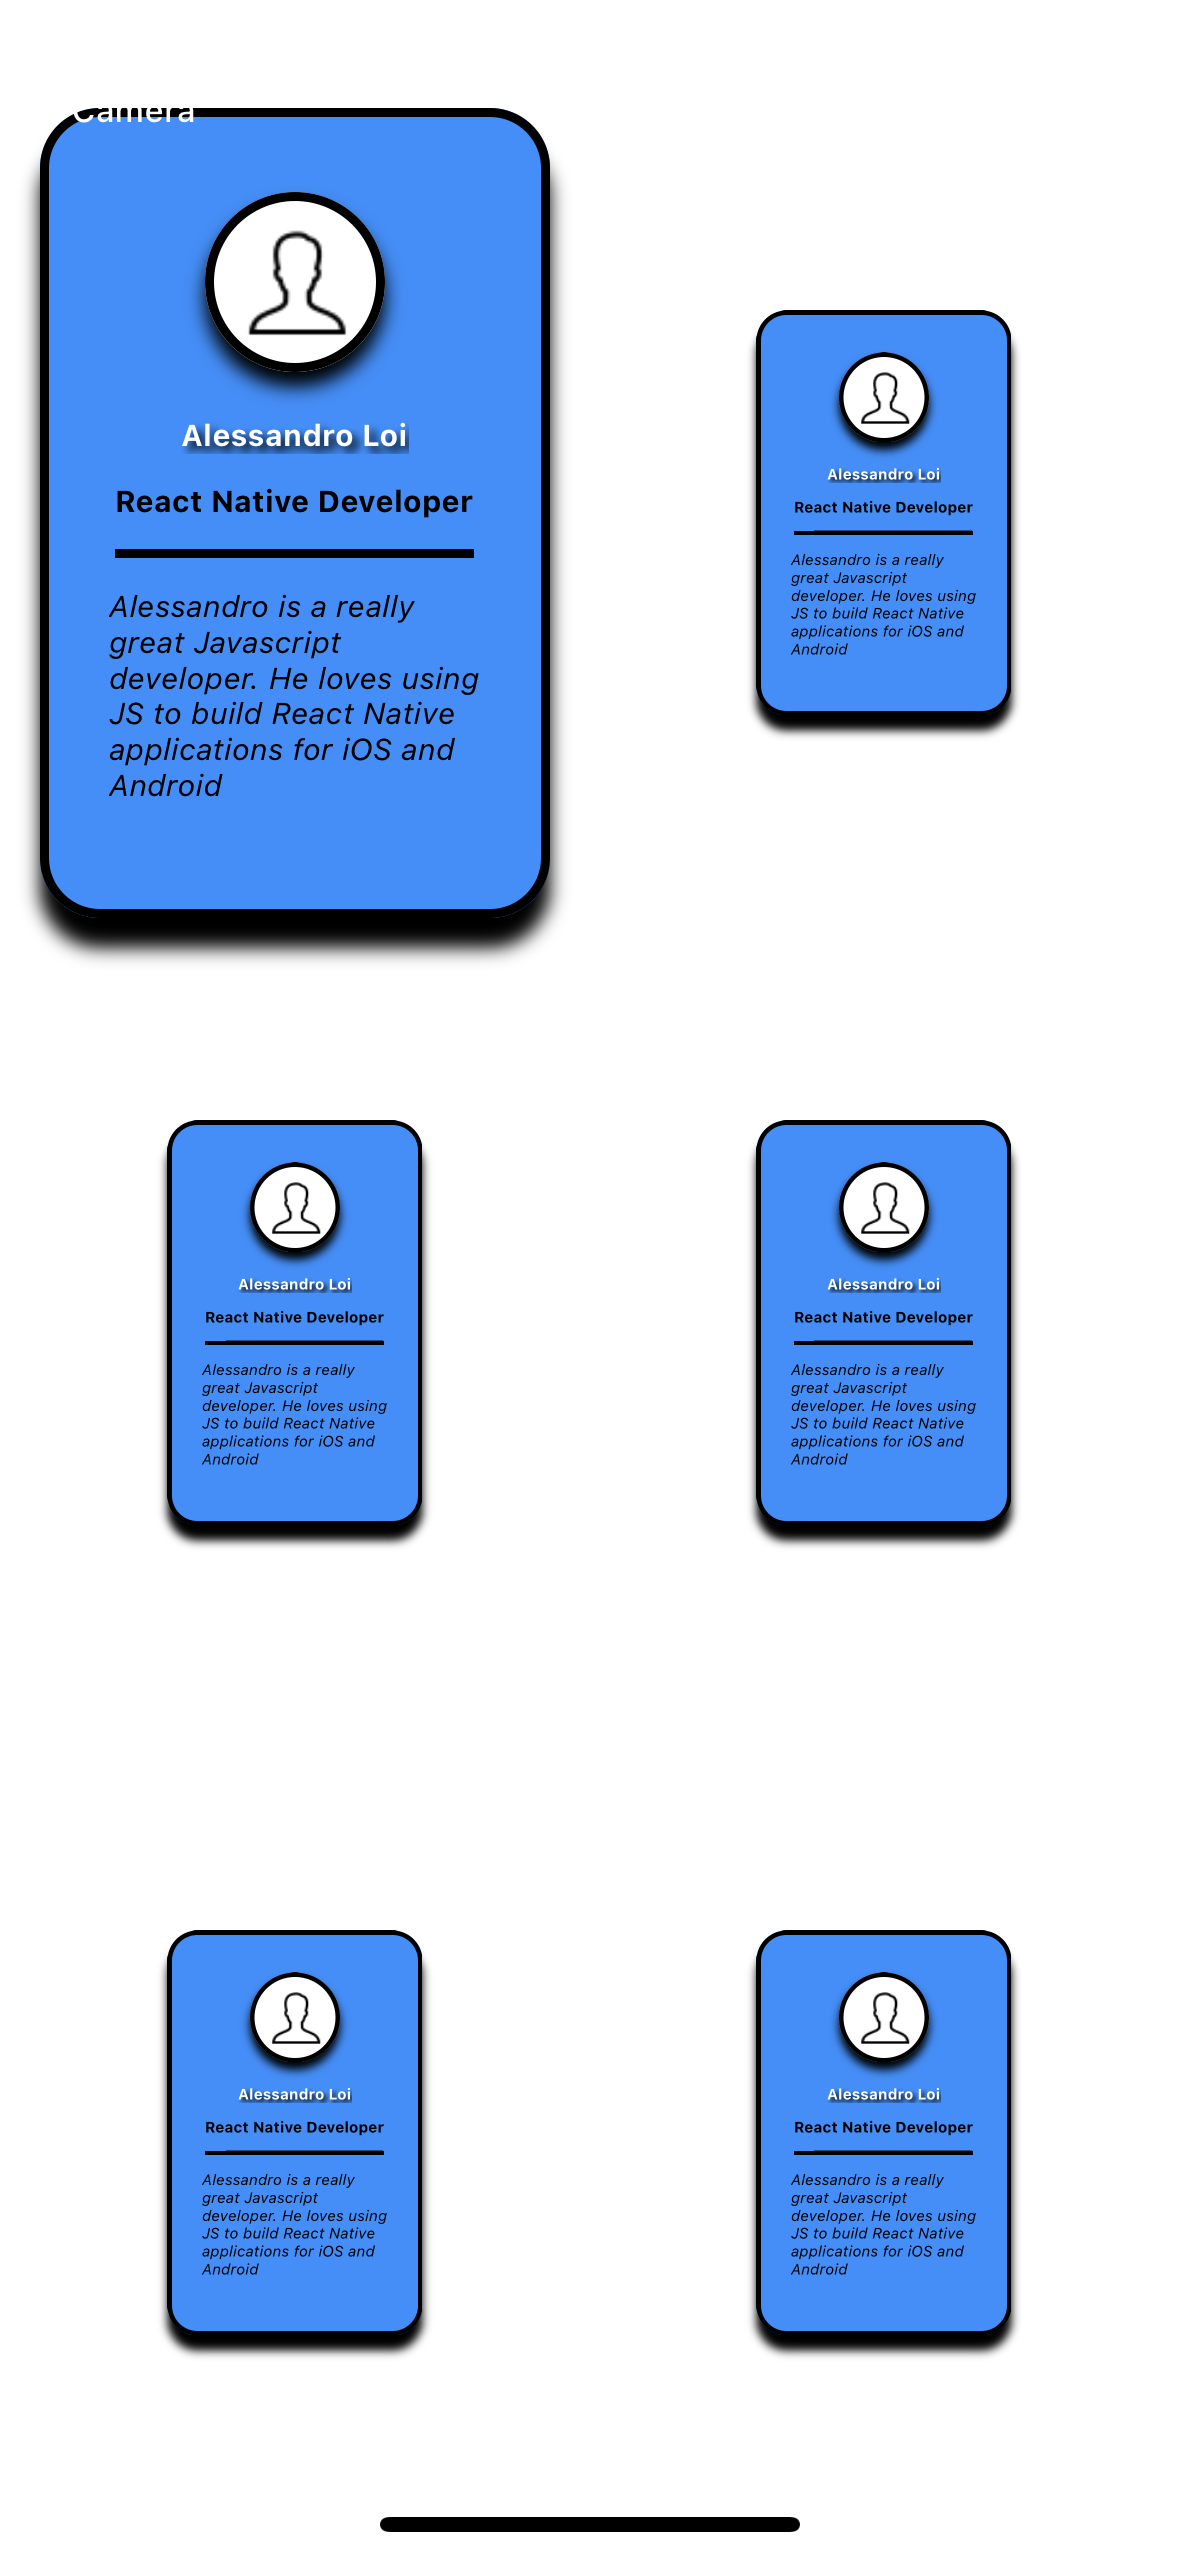 Camera
Alessandro Loi
React Native Developer
Alessandro is a really
great Javascript
developer. He loves using
JS to build React Native
applications for iOS and
Android
Alessandro Loi
React Native Developer
Alessandro is a really
great Javascript
developer. He loves using
JS to build React Native
applications for iOS and
Android
Alessandro Loi
React Native Developer
Alessandro is a really
great Javascript
developer. He loves using
JS to build React Native
applications for iOS and
Android
Alessandro Loi
React Native Developer
Alessandro is a really
great Javascript
developer. He loves using
JS to build React Native
applications for iOS and
Android
Alessandro Loi
React Native Developer
Alessandro is a really
great Javascript
developer. He loves using
JS to build React Native
applications for iOS and
Android
Alessandro Loi
React Native Developer
Alessandro is a really
great Javascript
developer. He loves using
JS to build React Native
applications for iOS and
Android